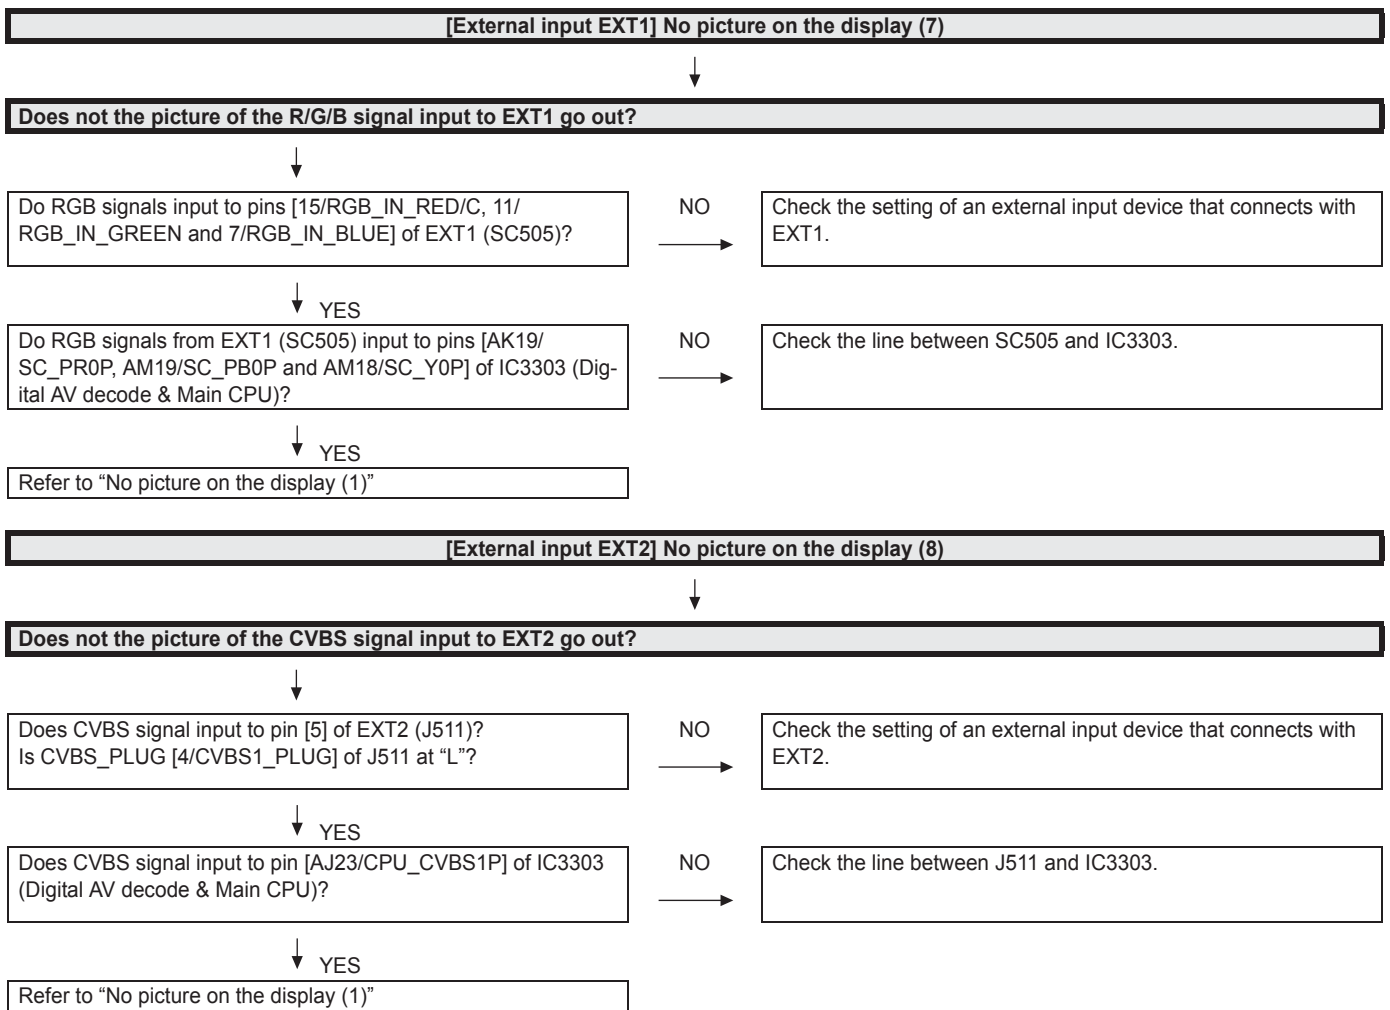 [External input EXT1] No picture on the display (7)
Does not the picture of the R/G/B signal input to EXT1 go out?
Do RGB signals input to pins [15/RGB_IN_RED/C, 11/
RGB_IN_GREEN and 7/RGB_IN_BLUE] of EXT1 (SC505)?
NO
Check the setting of an external input device that connects with
EXT1.
YES
Do RGB signals from EXT1 (SC505) input to pins [AK19/
SC_PR0P, AM19/SC_PB0P and AM18/SC_Y0P] of IC3303 (Dig-
ital AV decode & Main CPU)?
NO
Check the line between SC505 and IC3303.
YES
Refer to “No picture on the display (1)”
[External input EXT2] No picture on the display (8)
Does not the picture of the CVBS signal input to EXT2 go out?
Does CVBS signal input to pin [5] of EXT2 (J511)?
Is CVBS_PLUG [4/CVBS1_PLUG] of J511 at “L”?
NO
Check the setting of an external input device that connects with
EXT2.
YES
Does CVBS signal input to pin [AJ23/CPU_CVBS1P] of IC3303
(Digital AV decode & Main CPU)?
NO
Check the line between J511 and IC3303.
YES
Refer to “No picture on the display (1)”